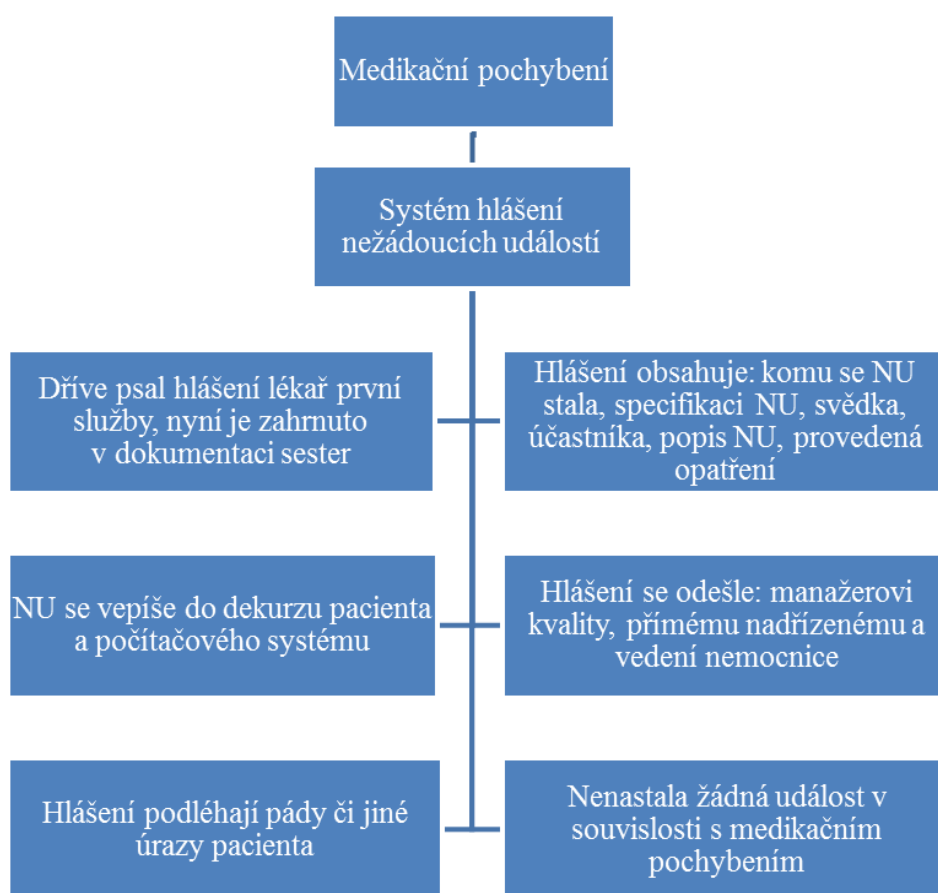 Medikační pochybení
Systém hlášení
nežádoucích událostí
Dříve psal hlášení lékař první
služby, nyní je zahrnuto
v dokumentaci sester
Hlášení obsahuje: komu se NU
stala, specifikaci NU, svědka,
účastníka, popis NU, provedená
opatření
NU se vepíše do dekurzu pacienta
a počítačového systému
Hlášení se odešle: manažerovi
kvality, přímému nadřízenému a
vedení nemocnice
Hlášení podléhají pády či jiné
úrazy pacienta
Nenastala žádná událost v
souvislosti s medikačním
pochybením